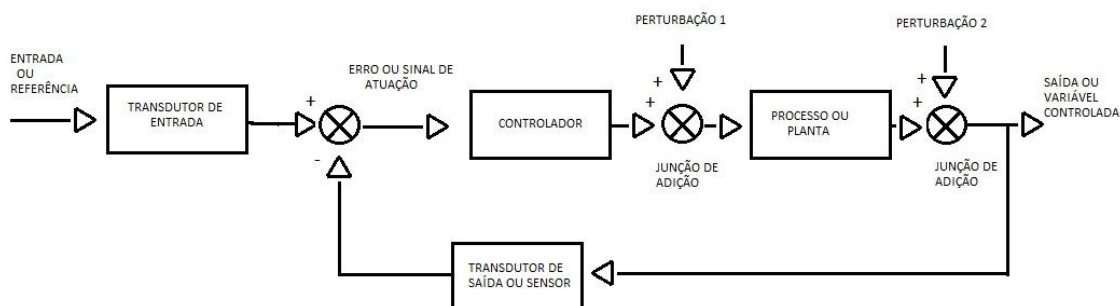 PERTURBAÇÃO 1
PERTURBAÇÃO 2
ENTRADA
OU
REFERÊNCIA
TRANSDUTOR DE
ENTRADA
+
-
ERRO OU SINAL DE
ATUAÇÃO
CONTROLADOR
+
+
JUNÇÃO DE
ADIÇÃO
PROCESSO OU
PLANTA
+
+
JUNÇÃO DE
ADIÇÃO
SAÍDA OU
VARIÁVEL
CONTROLADA
TRANSDUTOR DE
SAÍDA OU SENSOR